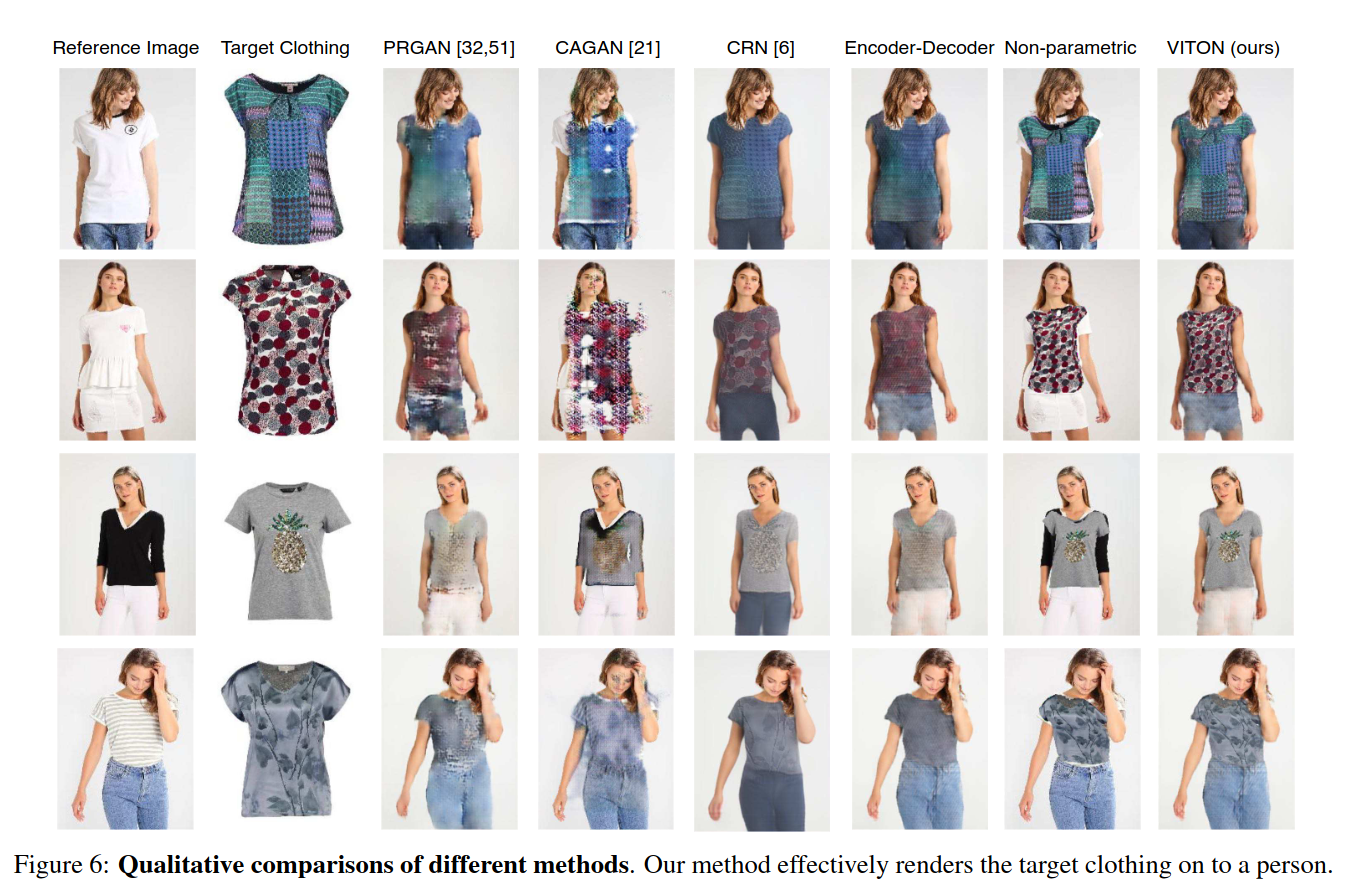 Reference Image Target Clothing PRGAN [32,51] CAGAN [21] CRN [6] Encoder-Decoder Non-parametric VITON (ours)
Figure 6: Qualitative comparisons of different methods. Our method effectively renders the target clothing on to a person.